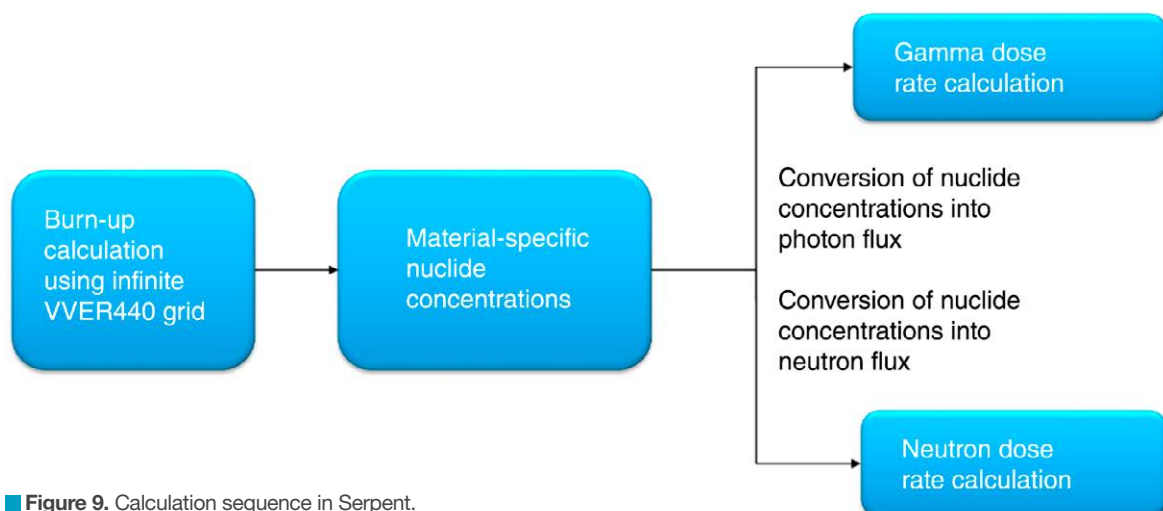 Gamma dose
rate calculation
Burn-up
calculation
using infinite
VVER440 grid
Material-specific
nuclide
concentrations
Conversion of nuclide
concentrations into
photon flux
Conversion of nuclide
concentrations into
neutron flux
Neutron dose
rate calculation
Figure 9. Calculation sequence in Serpent.